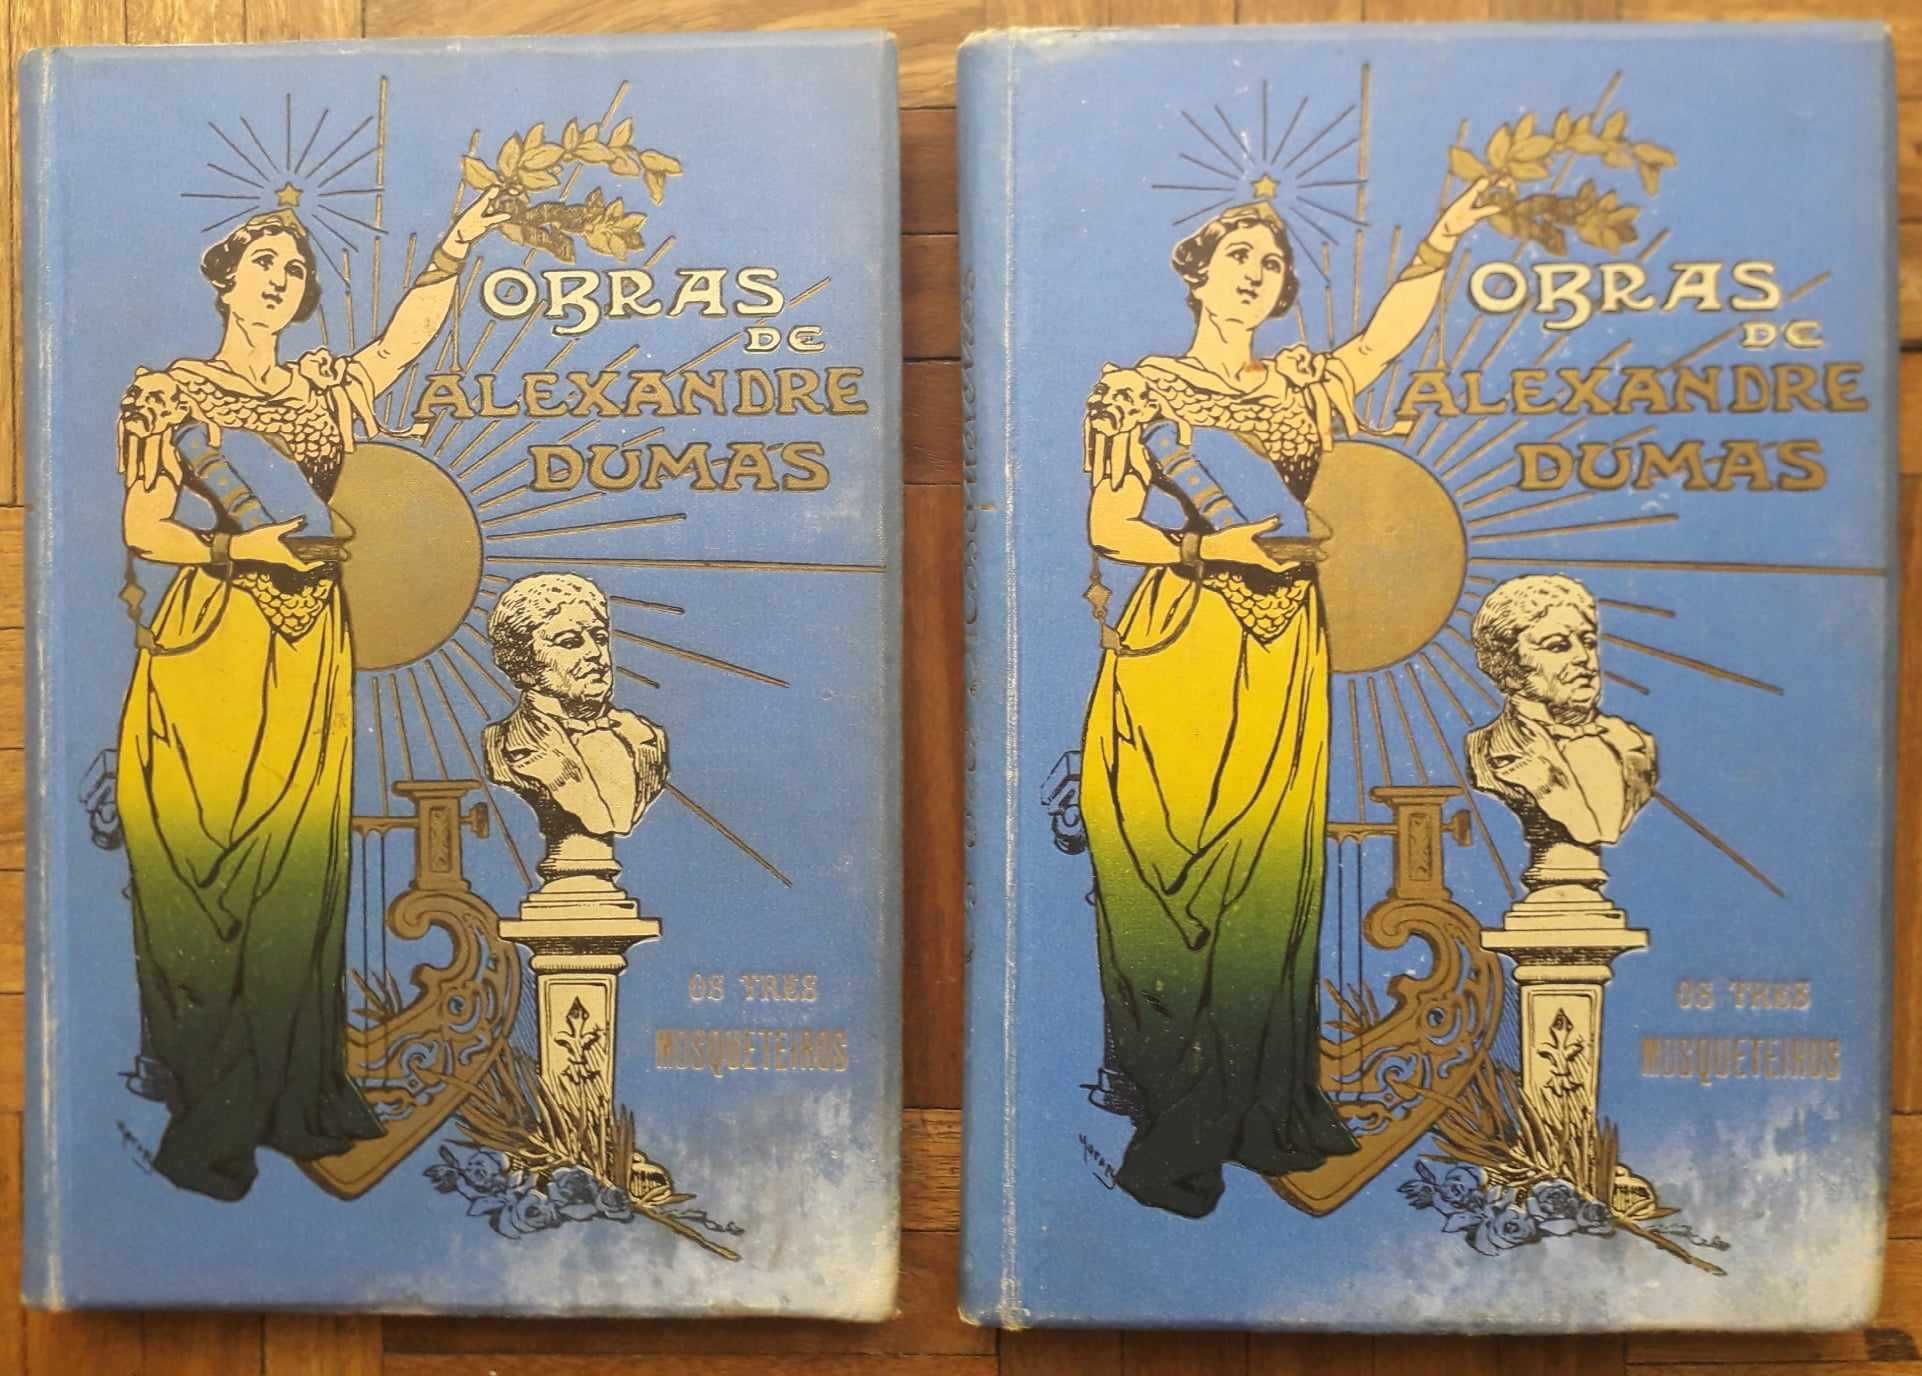 OBRAS
DE
ALEXANDRE
DUMAS
OS TRES
MOSQUETEIROS
OBRAS
DE
ALEXANDRE
DUMAS
OS TRES
MOSQUETEIROS